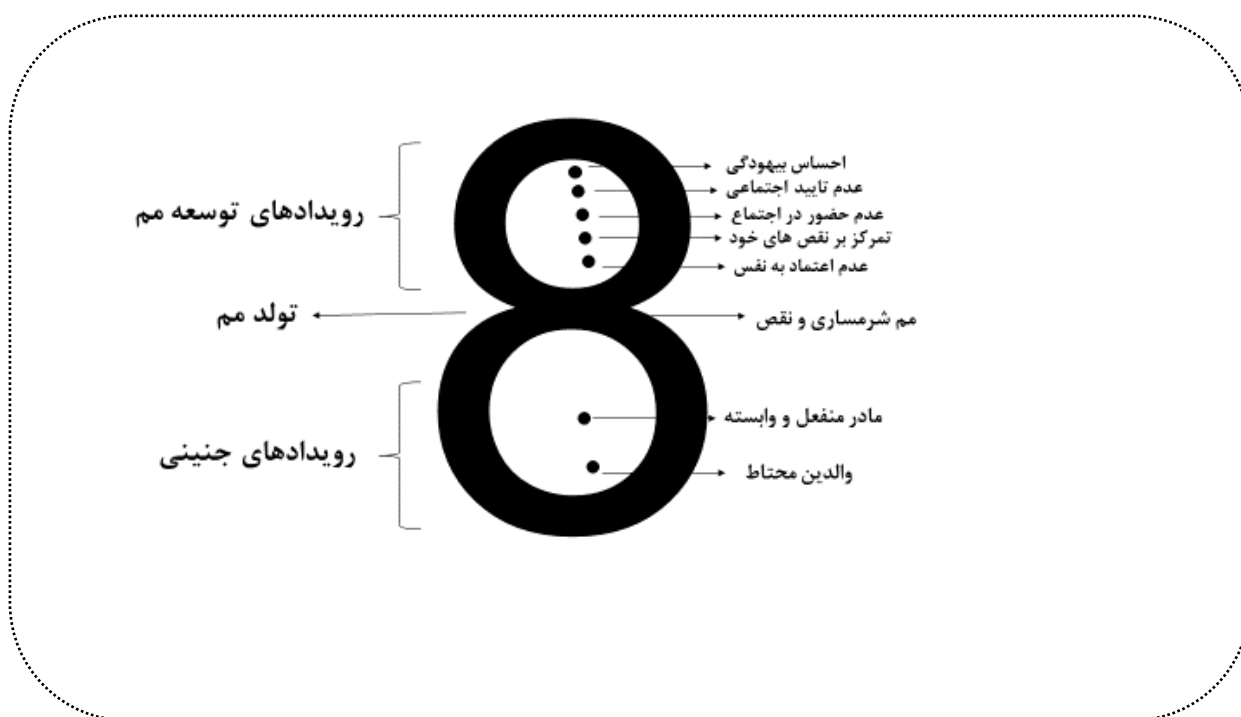 احساس بیهودگی
عدم تایید اجتماعی
عدم حضور در اجتماع
تمرکز بر نقص های خود
عدم اعتماد به نفس
رویدادهای توسعه مم
8
مم شرمساری و نقص
تولد مم
مادر منفعل و وابسته
والدین محتاط
رویدادهای جنینی